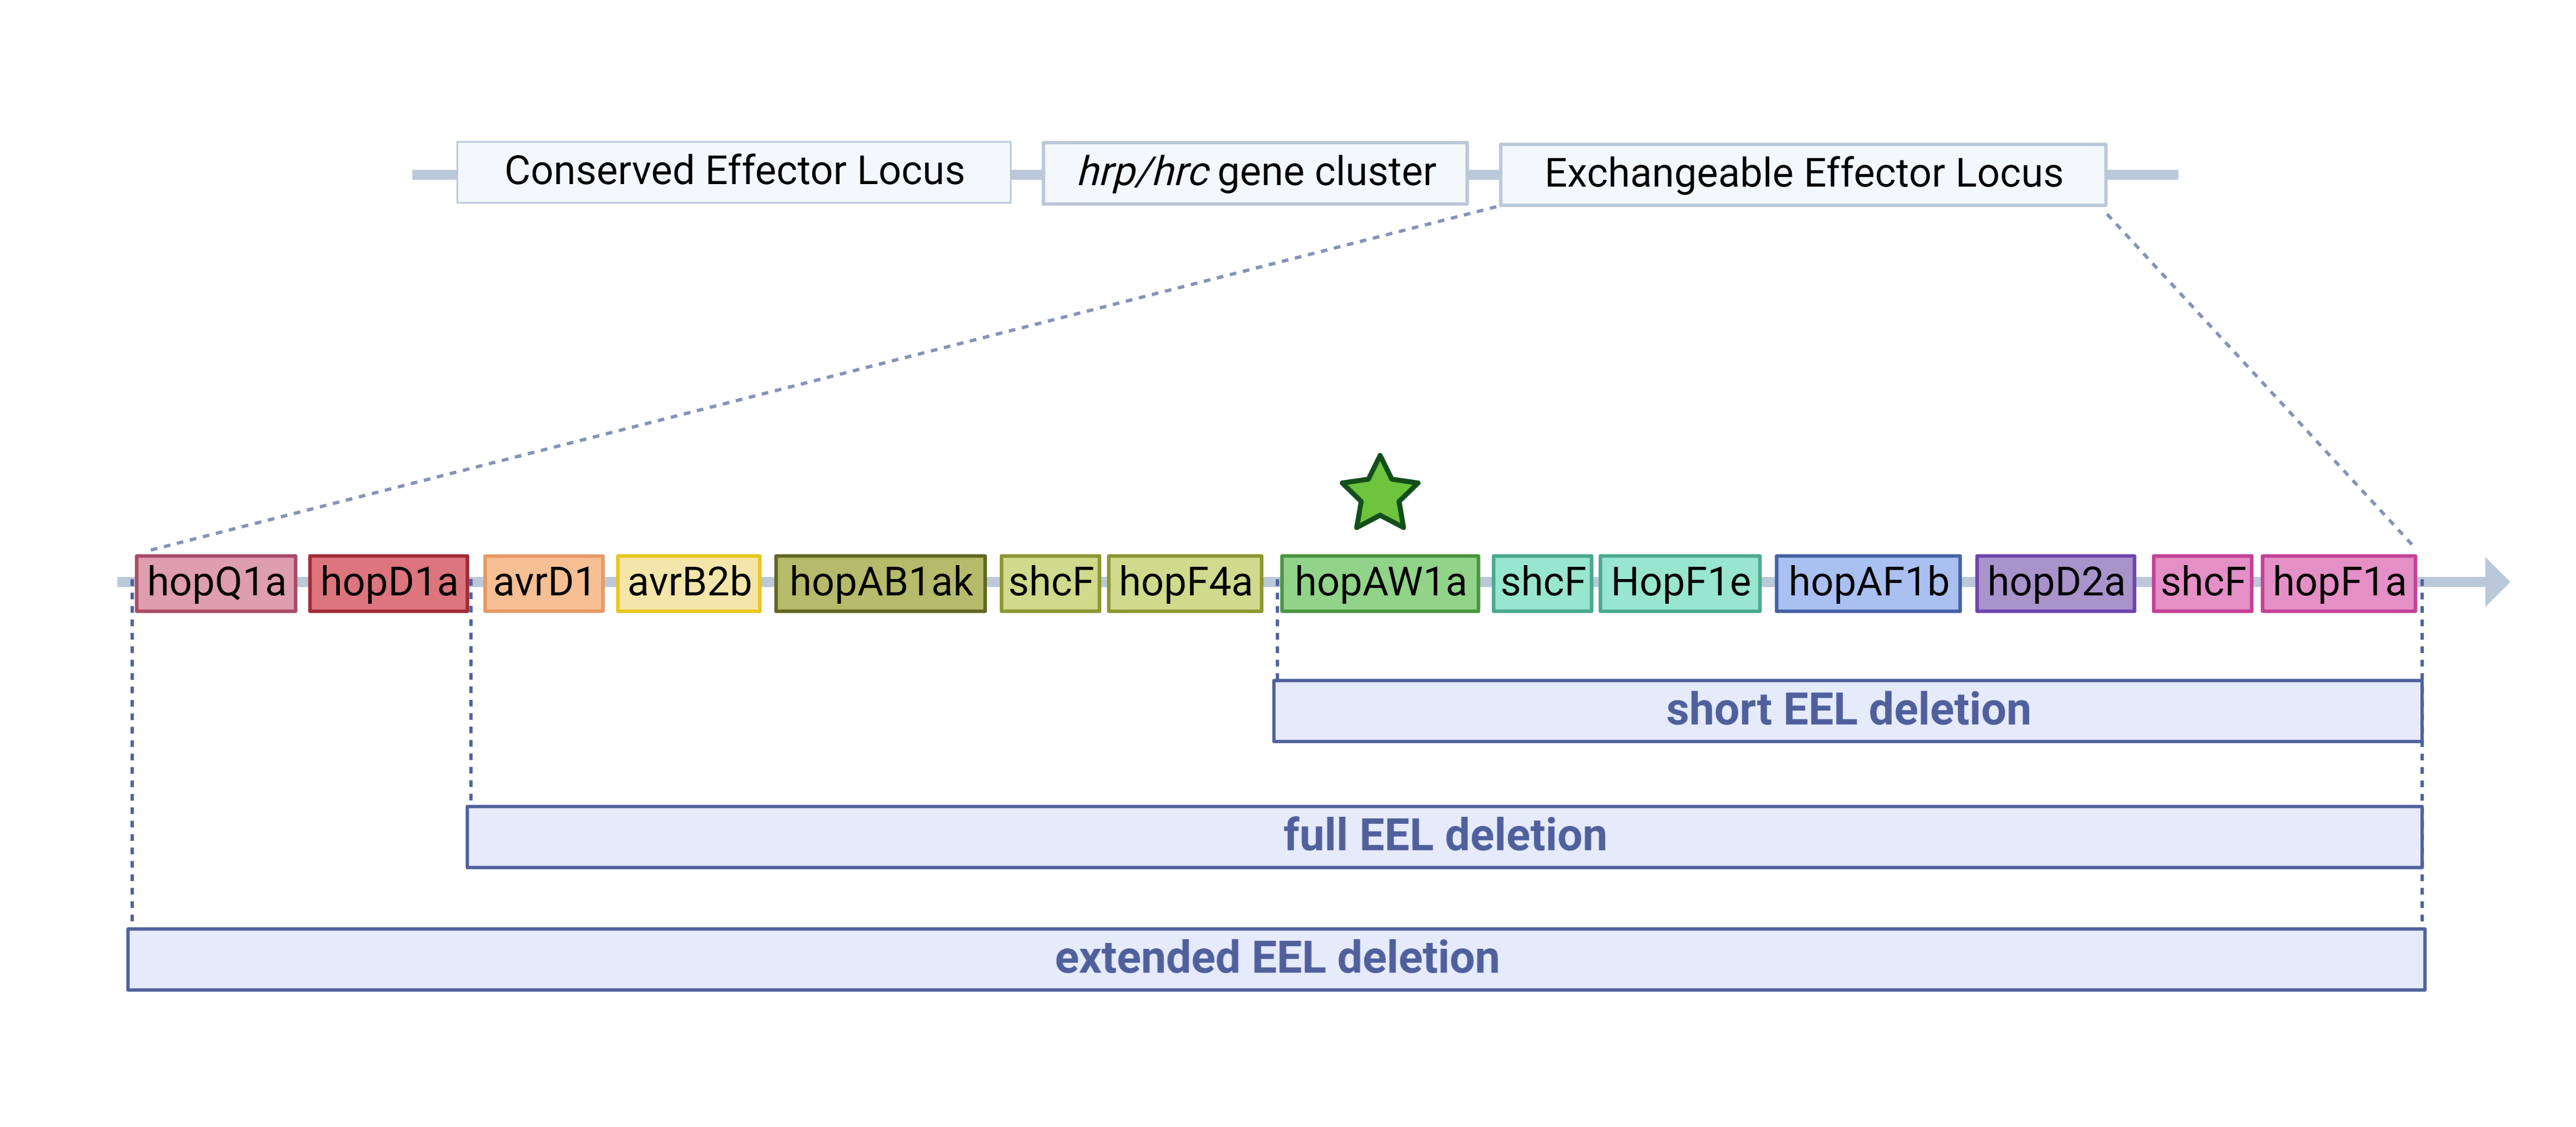 Conserved Effector Locus
hrp/hrc gene cluster
Exchangeable Effector Locus
hopQ1a
hopD1a
avrD1
avrB2b
hopAB1ak
shcF
hopF4a
hopAW1a
shcF
HopF1e
hopAF1b
hopD2a
shcF
hopF1a
short EEL deletion
full EEL deletion
extended EEL deletion